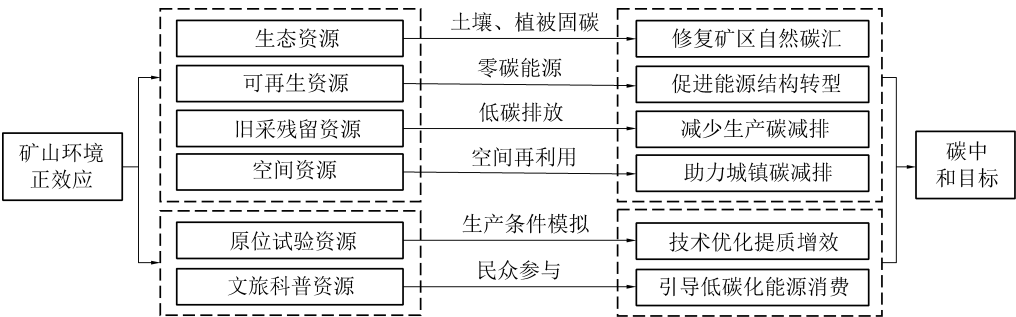 矿山环境
正效应
生态资源
土壤、植被固碳
修复矿区自然碳汇
可再生资源
零碳能源
促进能源结构转型
旧采残留资源
低碳排放
减少生产碳减排
空间资源
空间再利用
助力城镇碳减排
原位试验资源
生产条件模拟
技术优化提质增效
文旅科普资源
民众参与
引导低碳化能源消费
碳中
和目标